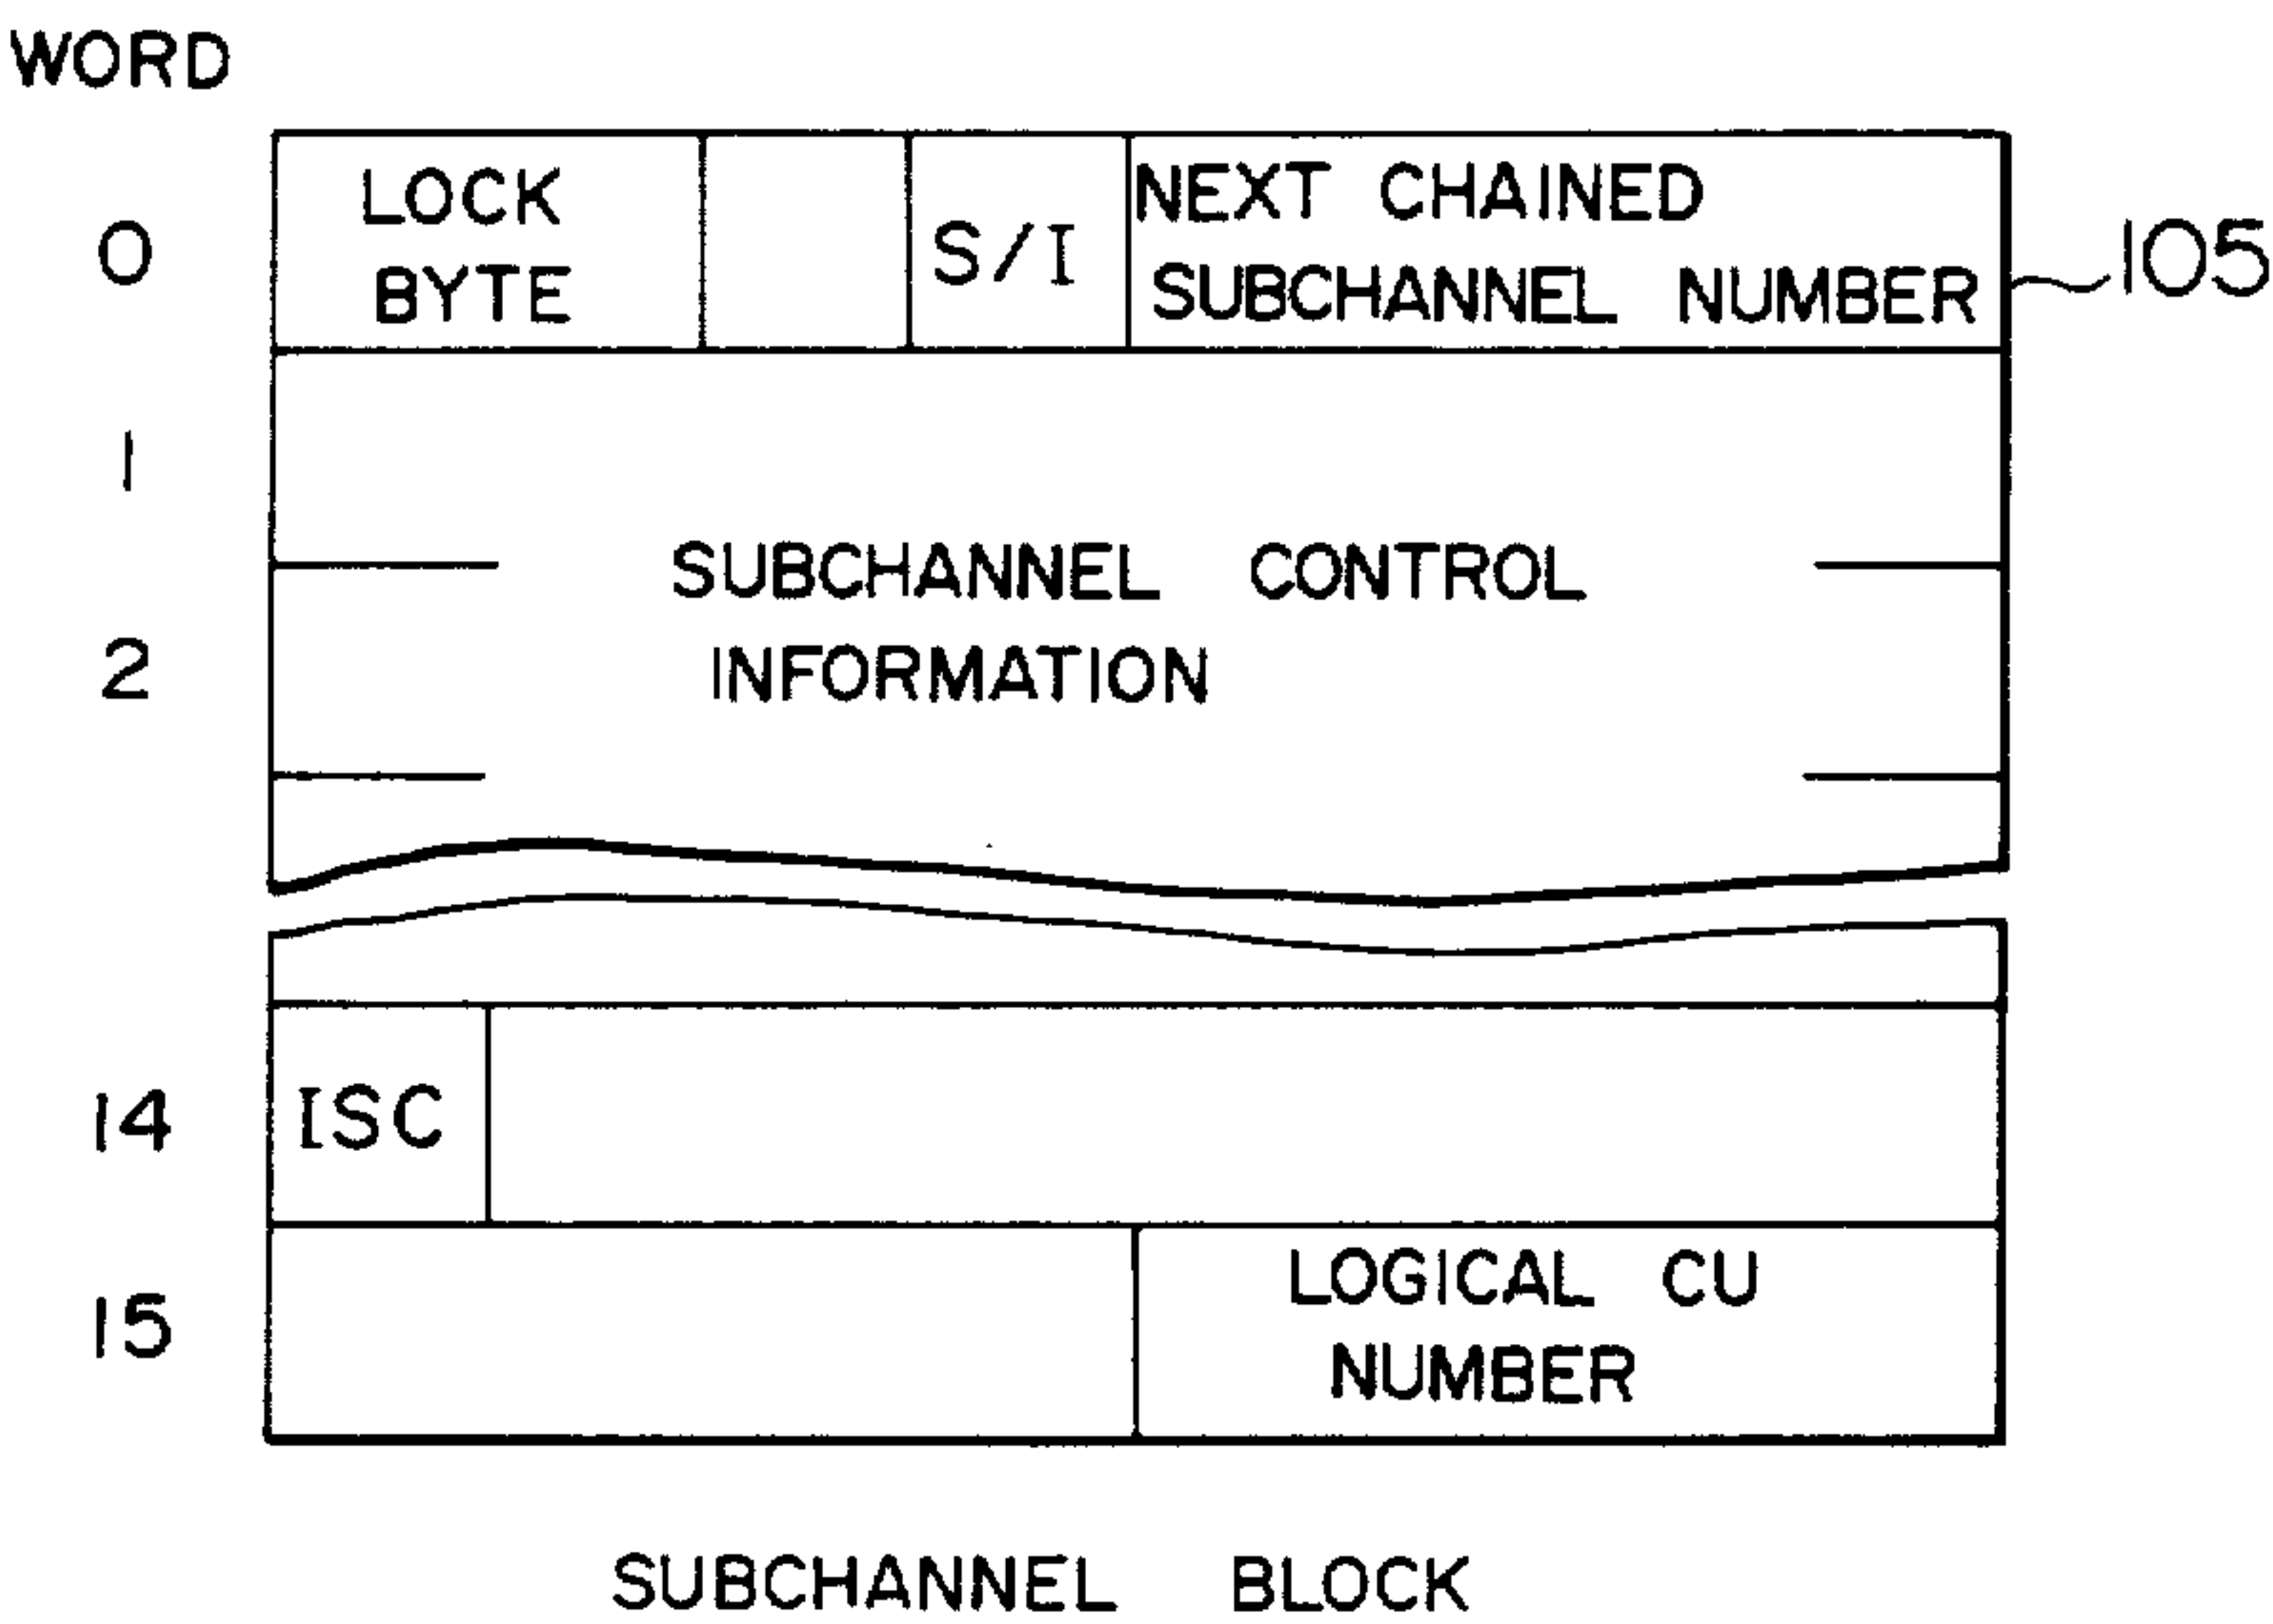 WORD
0
LOCK
BYTE
S/I
NEXT CHAINED
SUBCHANNEL NUMBER
105
1
SUBCHANNEL CONTROL
2
INFORMATION
14
ISC
15
LOGICAL CU
NUMBER
SUBCHANNEL BLOCK